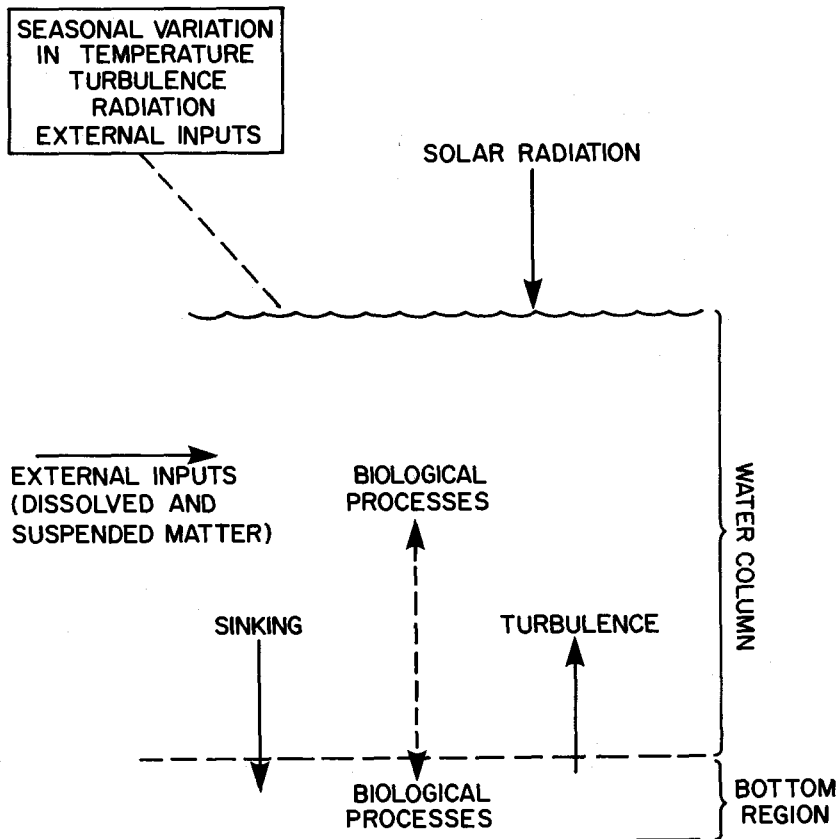 SEASONAL VARIATION
IN TEMPERATURE
TURBULENCE
RADIATION
EXTERNAL INPUTS
SOLAR RADIATION
EXTERNAL INPUTS
(DISSOLVED AND
SUSPENDED MATTER)
BIOLOGICAL
PROCESSES
WATER COLUMN
SINKING
TURBULENCE
BIOLOGICAL
PROCESSES
BOTTOM
REGION